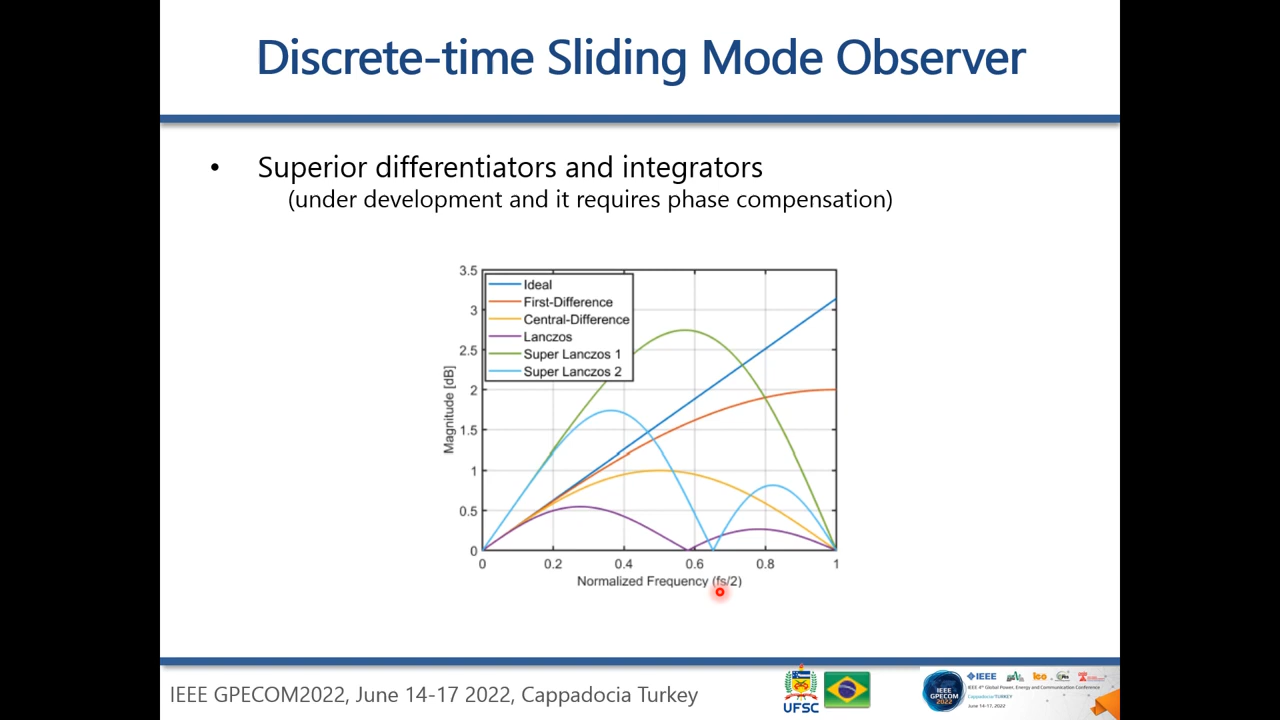 Discrete-time Sliding Mode Observer
• Superior differentiators and integrators
(under development and it requires phase compensation)
3.5
3
2.5
2
1.5
1
0.5
0
Magnitude [dB]
Ideal
First-Difference
Central-Difference
Lanczos
Super Lanczos 1
Super Lanczos 2
0 0.2 0.4 0.6 0.8 1
Normalized Frequency (fs/2)
IEEE GPECOM2022, June 14-17 2022, Cappadocia Turkey
UFSC
IEEE
GPECOM
2022
IEEE
IEEE 4th Global Power, Energy and Communication Conference
Cappadocia/TURKEY
June 14-17, 2022